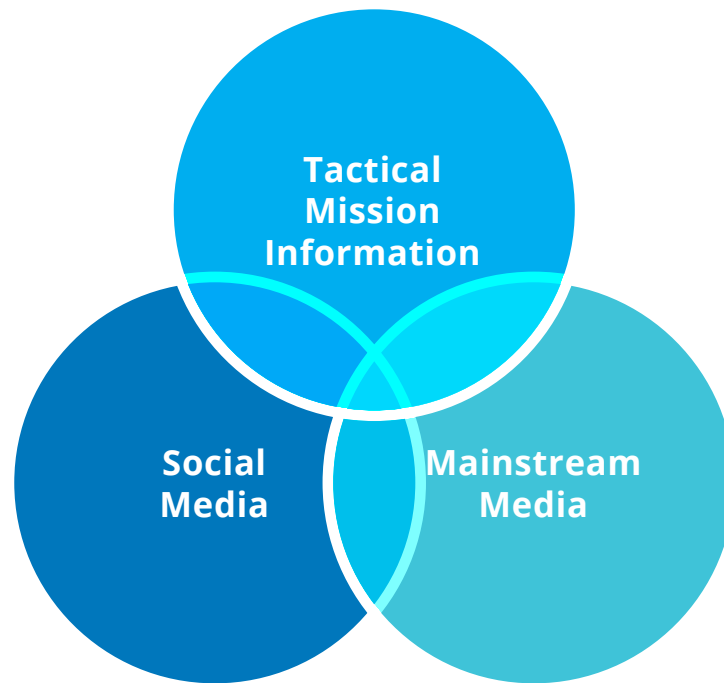 Tactical
Mission
Information
Social
Media
Mainstream
Media